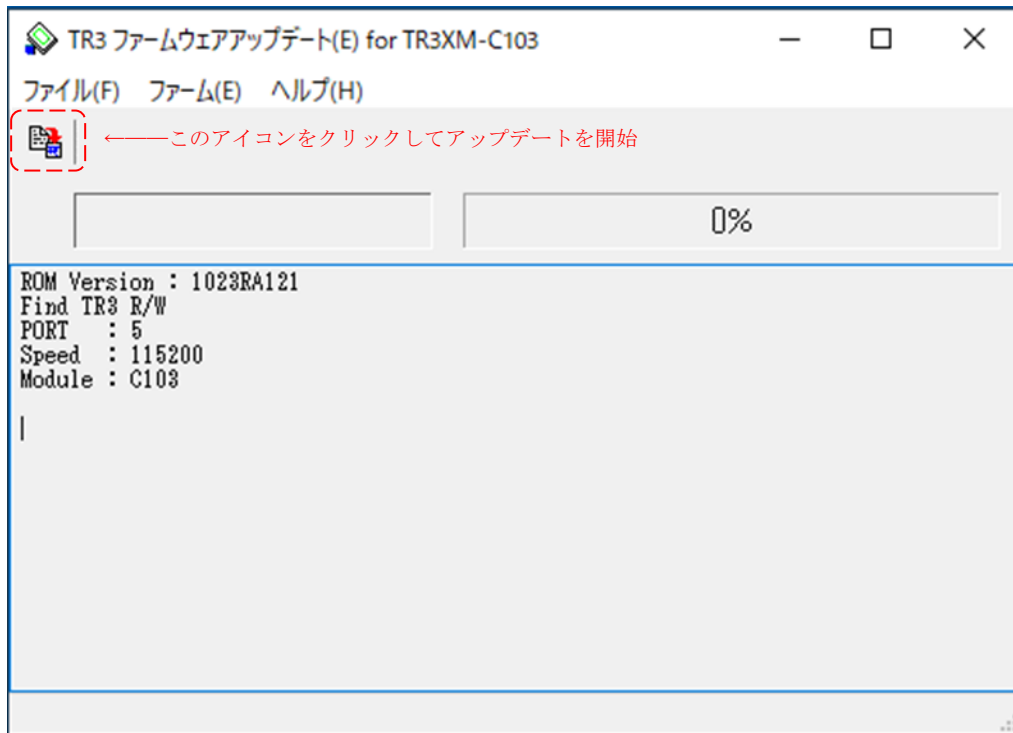 TR3 ファームウェアアップデート(E) for TR3XM-C103
ファイル(F) ファーム(E) ヘルプ(H)
←――このアイコンをクリックしてアップデートを開始
0%
ROM Version : 1023RA121
Find TR3 R/W
PORT : 5
Speed : 115200
Module : C103